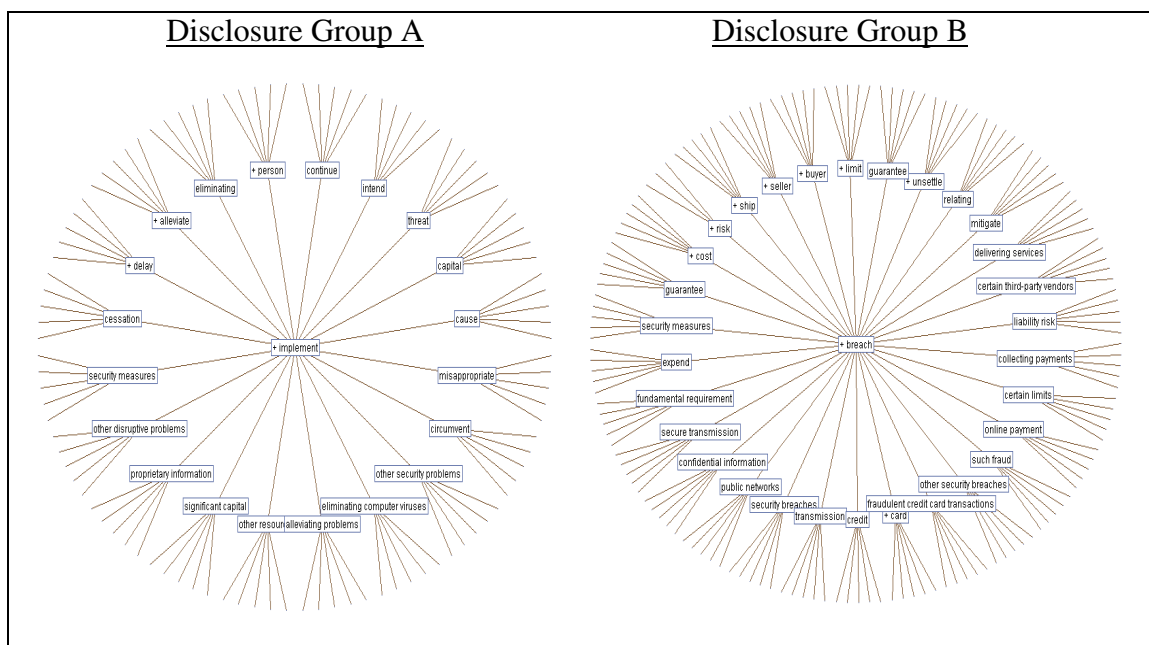 Disclosure Group A
+ person
continue
eliminating
intend
+ alleviate
threat
+ delay
capital
cessation
cause
+ implement
security measures
misappropriate
other disruptive problems
circumvent
proprietary information
other security problems
significant capital
eliminating computer viruses
other resour
alleviating problems
Disclosure Group B
+ limit
+ buyer
guarantee
+ seller
+ unsettle
+ ship
relating
+ risk
mitigate
+ cost
delivering services
guarantee
certain third-party vendors
security measures
liability risk
+ breach
expend
collecting payments
fundamental requirement
certain limits
secure transmission
online payment
confidential information
such fraud
public networks
other security breaches
security breaches
fraudulent credit card transactions
transmission
credit
+ card